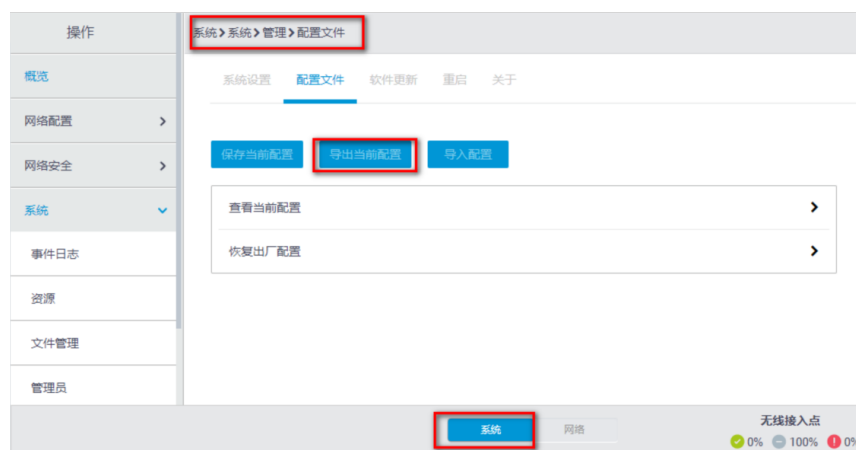 操作
系统>系统>管理>配置文件
概览
系统设置 配置文件 软件更新 重启 关于
网络配置
网络安全
保存当前配置 导出当前配置 导入配置
系统
查看当前配置
恢复出厂配置
事件日志
资源
文件管理
管理员
系统 网络
无线接入点
0% 100% 0%